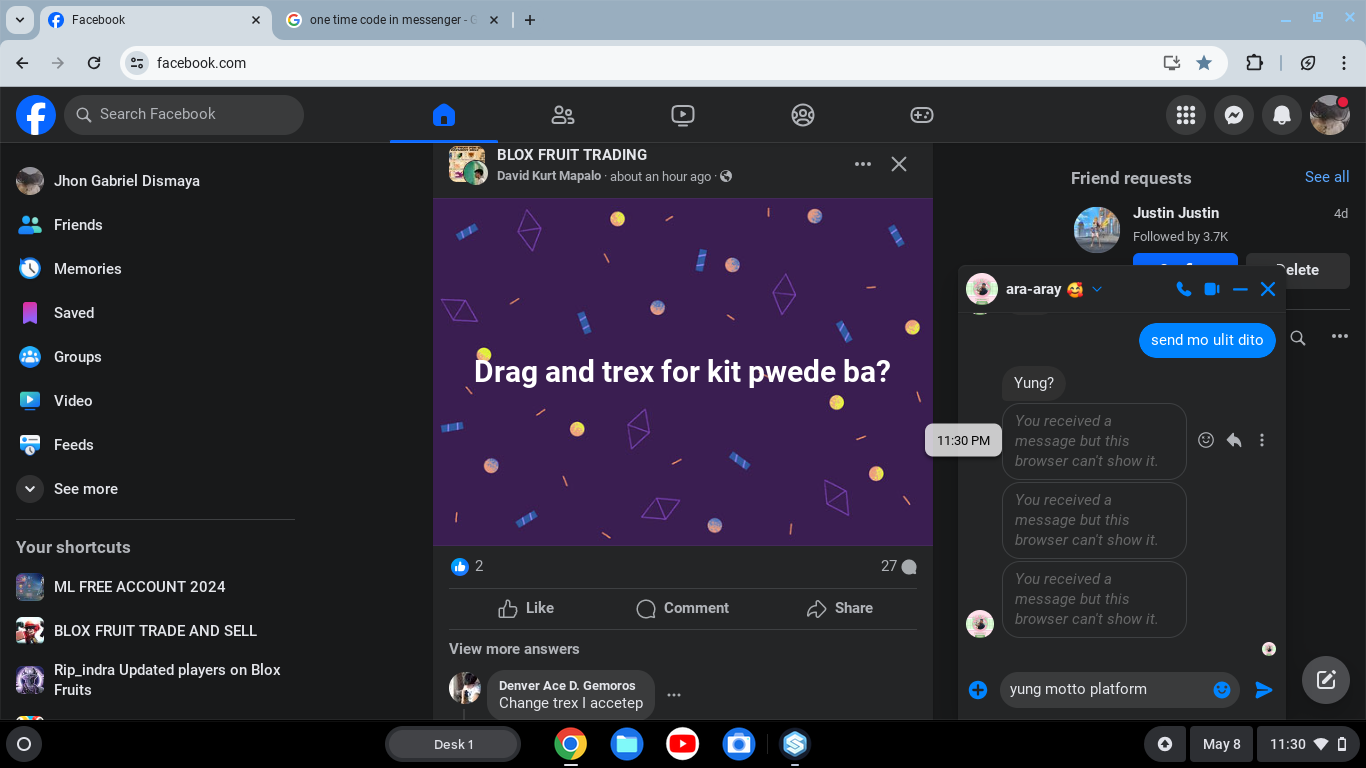 Facebook
one time code in messenger - G
facebook.com
Search Facebook
Jhon Gabriel Dismaya
Friends
Memories
Saved
Groups
Video
Feeds
See more
Your shortcuts
ML FREE ACCOUNT 2024
BLOX FRUIT TRADE AND SELL
Rip_indra Updated players on Blox
Fruits
BLOX FRUIT TRADING
David Kurt Mapalo · about an hour ago ·
Drag and trex for kit pwede ba?
2
27
Like
Comment
Share
View more answers
Denver Ace D. Gemoros
Change trex I accetep
Friend requests
See all
Justin Justin
4d
Followed by 3.7K
Delete
ara-aray 🥰
send mo ulit dito
Yung?
You received a
message but this
browser can't show it.
11:30 PM
You received a
message but this
browser can't show it.
You received a
message but this
browser can't show it.
yung motto platform
Desk 1
May 8
11:30